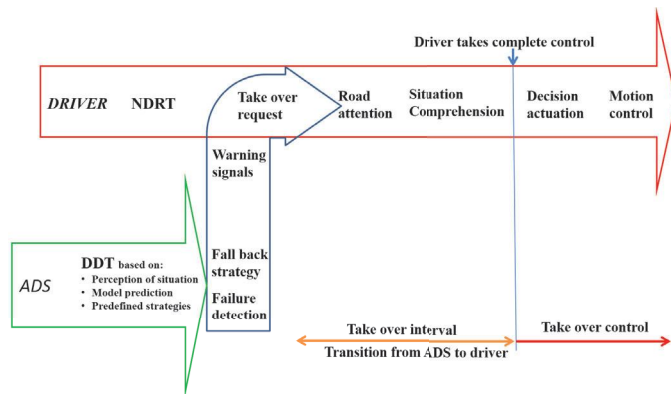 Driver takes complete control
DRIVER NDRT
Take over
request
Road
attention
Situation
Comprehension
Decision
actuation
Motion
control
Warning
signals
Fall back
strategy
Failure
detection
ADS
DDT based on:
• Perception of situation
• Model prediction
• Predefined strategies
Take over interval
Transition from ADS to driver
Take over control